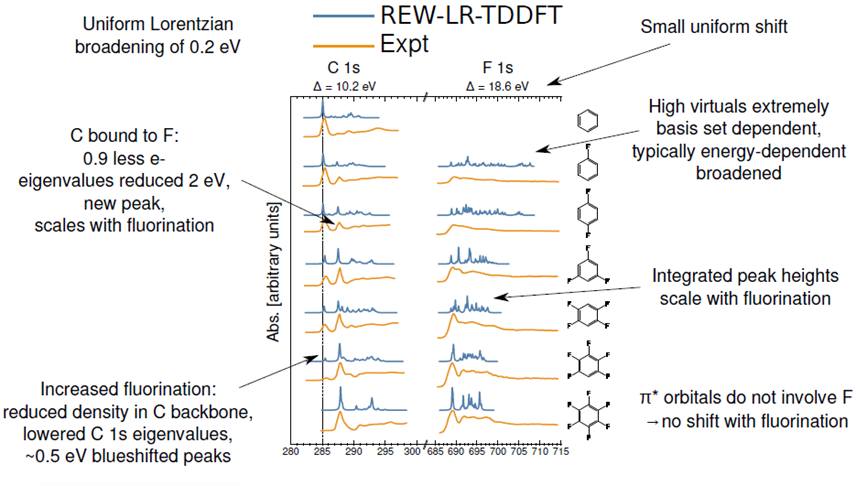 Uniform Lorentzian
broadening of 0.2 eV
REW-LR-TDDFT
Expt
Small uniform shift
C 1s
Δ = 10.2 eV
F 1s
Δ = 18.6 eV
C bound to F:
0.9 less e-
eigenvalues reduced 2 eV,
new peak,
scales with fluorination
High virtuals extremely
basis set dependent,
typically energy-dependent
broadened
Abs. [arbitrary units]
Integrated peak heights
scale with fluorination
Increased fluorination:
reduced density in C backbone,
lowered C 1s eigenvalues,
~0.5 eV blueshifted peaks
π* orbitals do not involve F
→no shift with fluorination
280 285 290 295 300 685 690 695 700 705 710 715
F
F
F
F
F F
F F
F F
F
F F
F F
F
F F
F F
F